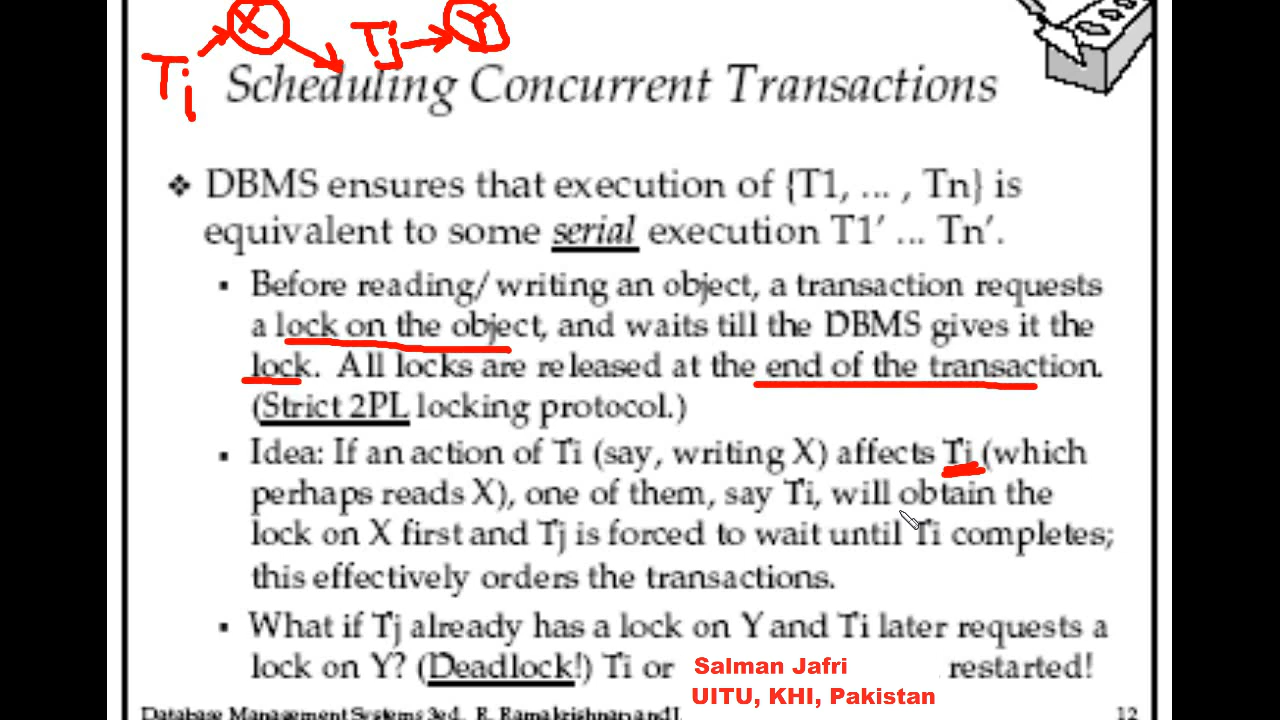 Ti X Tj Y
Scheduling Concurrent Transactions
❖ DBMS ensures that execution of {T1, ... , Tn} is
equivalent to some serial execution T1′ ... Tn′.
▪ Before reading/writing an object, a transaction requests
a lock on the object, and waits till the DBMS gives it the
lock. All locks are released at the end of the transaction.
(Strict 2PL locking protocol.)
▪ Idea: If an action of Ti (say, writing X) affects Tj (which
perhaps reads X), one of them, say Ti, will obtain the
lock on X first and Tj is forced to wait until Ti completes;
this effectively orders the transactions.
▪ What if Tj already has a lock on Y and Ti later requests a
lock on Y? (Deadlock!) Ti or restarted!
Salman Jafri
UITU, KHI, Pakistan
Database Management Systems 3ed, R. Ramakrishnan and J. 12